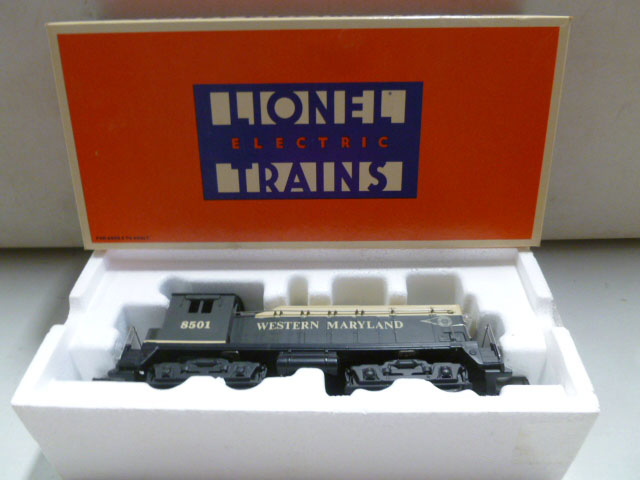 LIONEL
ELECTRIC
TRAINS
8501
WESTERN MARYLAND